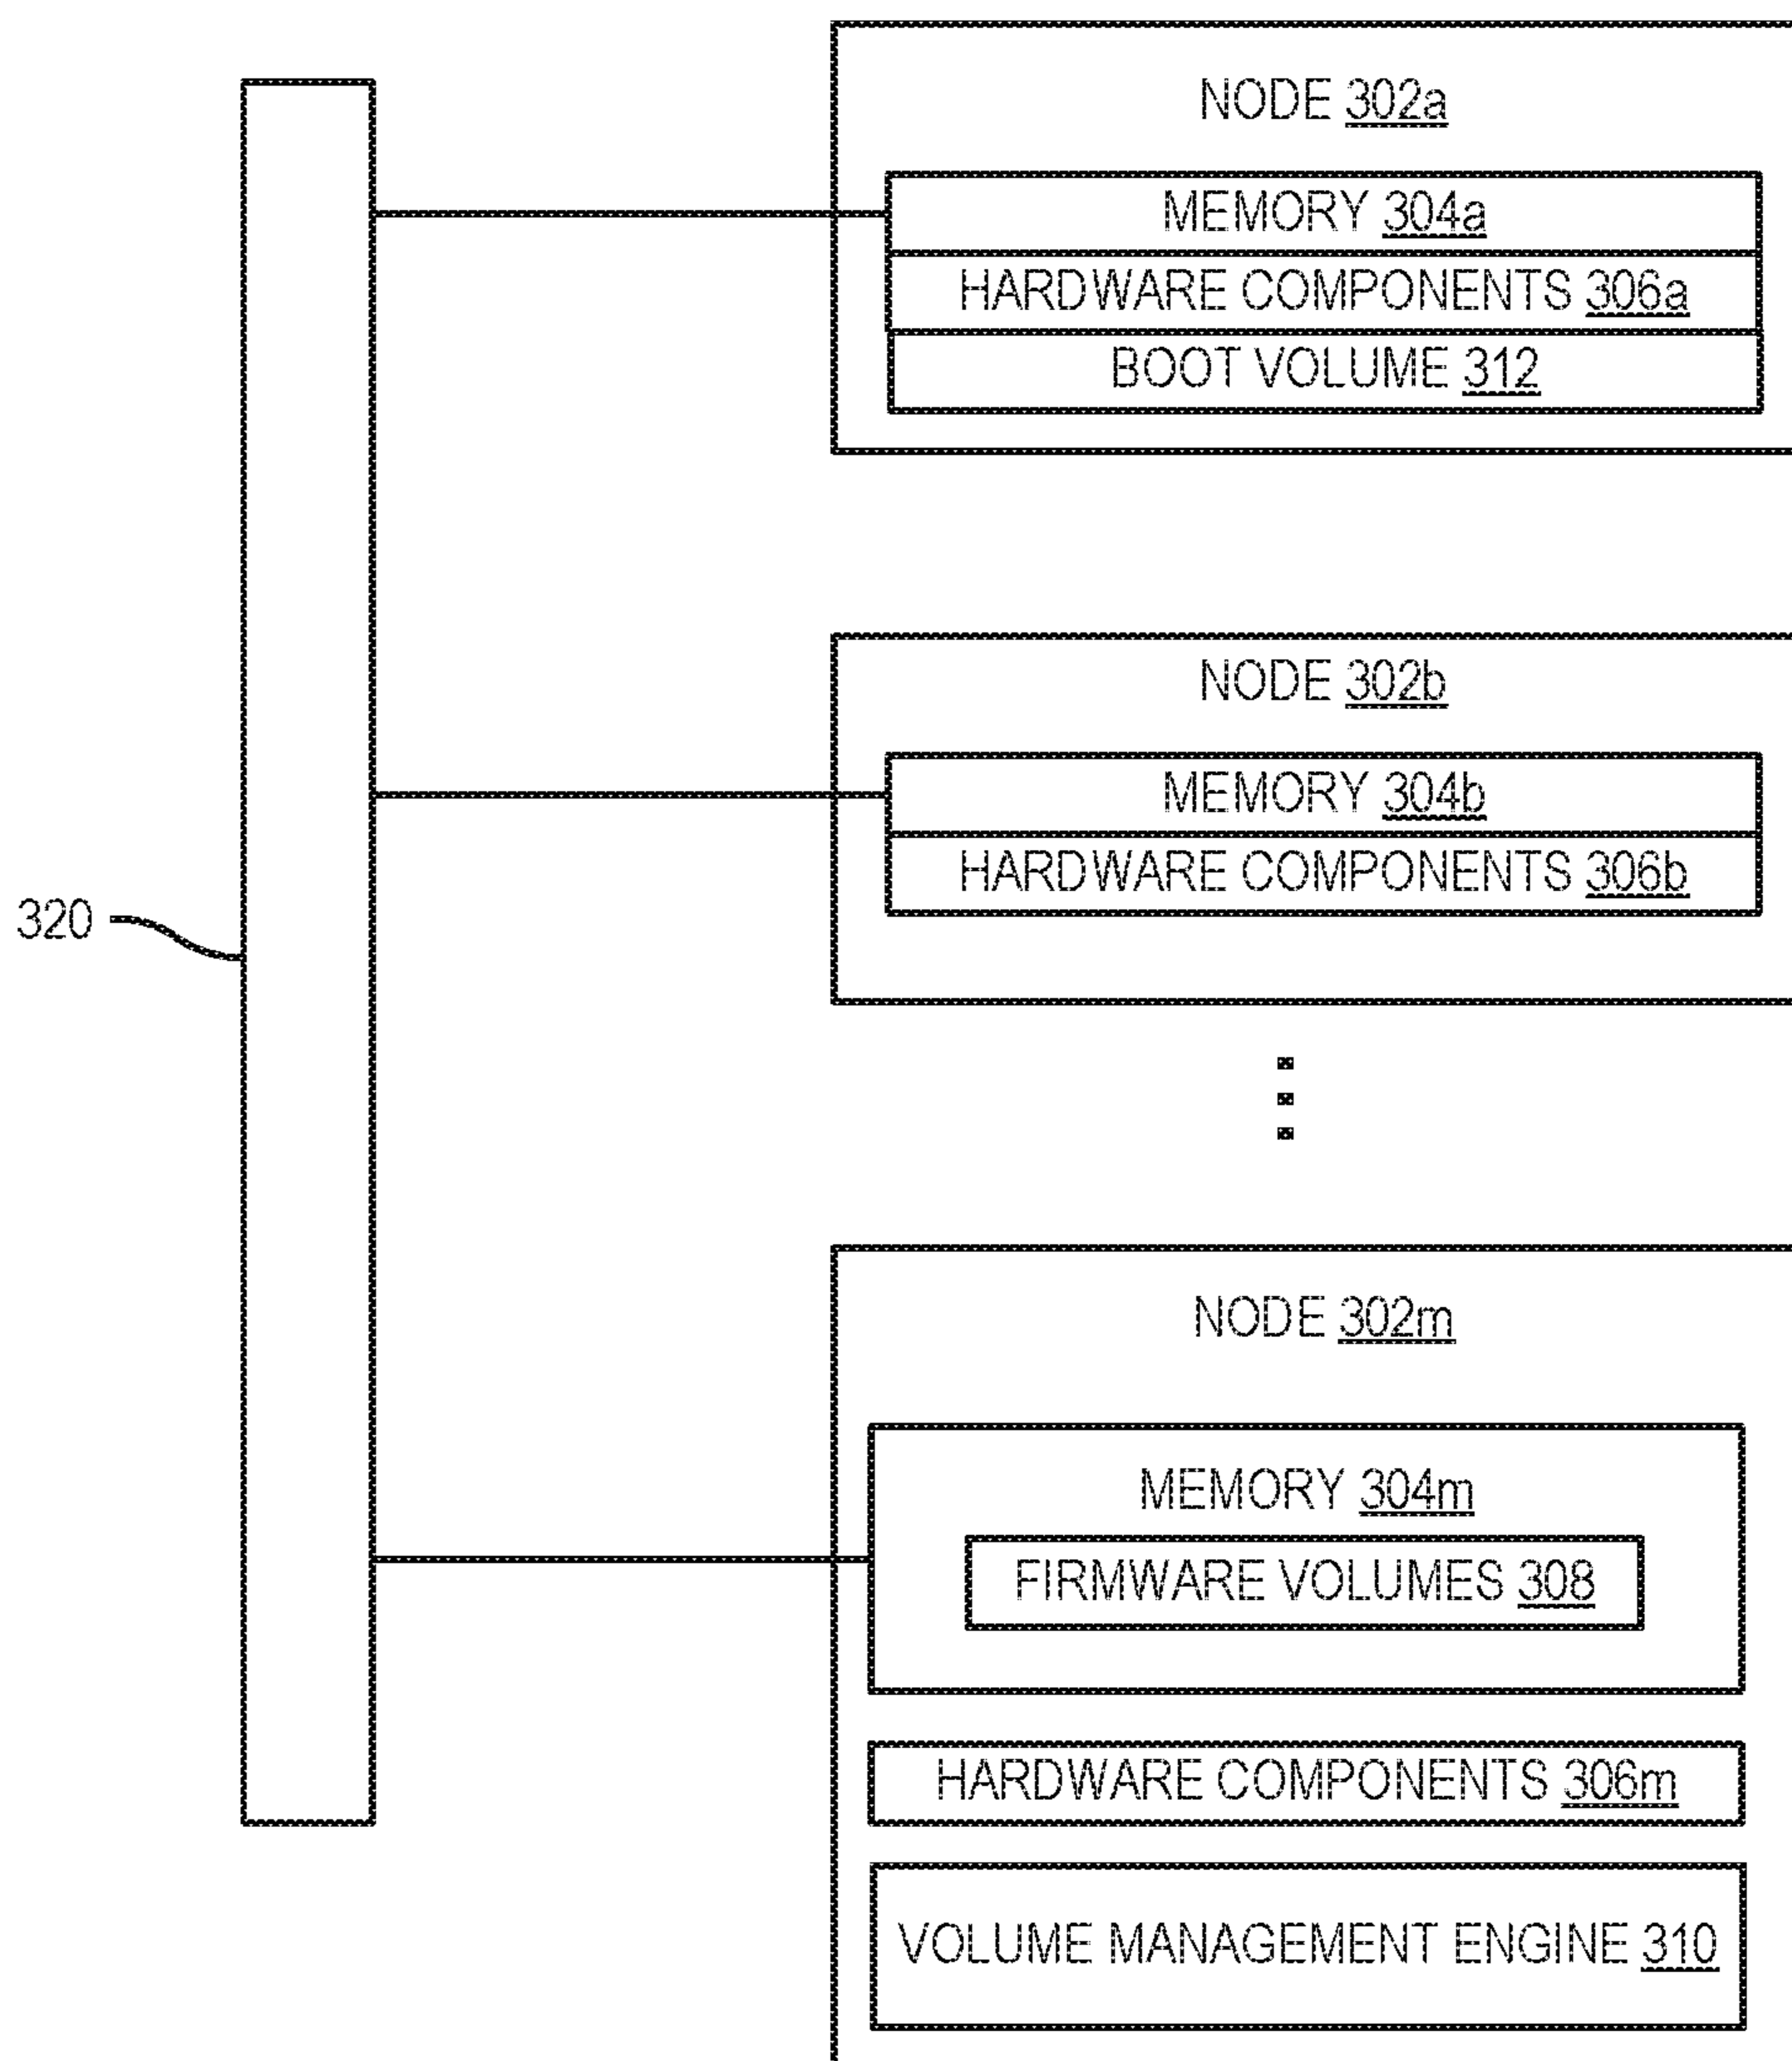 NODE 302a
MEMORY 304a
HARDWARE COMPONENTS 306a
BOOT VOLUME 312
NODE 302b
MEMORY 304b
HARDWARE COMPONENTS 306b
320
NODE 302m
MEMORY 304m
FIRMWARE VOLUMES 308
HARDWARE COMPONENTS 306m
VOLUME MANAGEMENT ENGINE 310